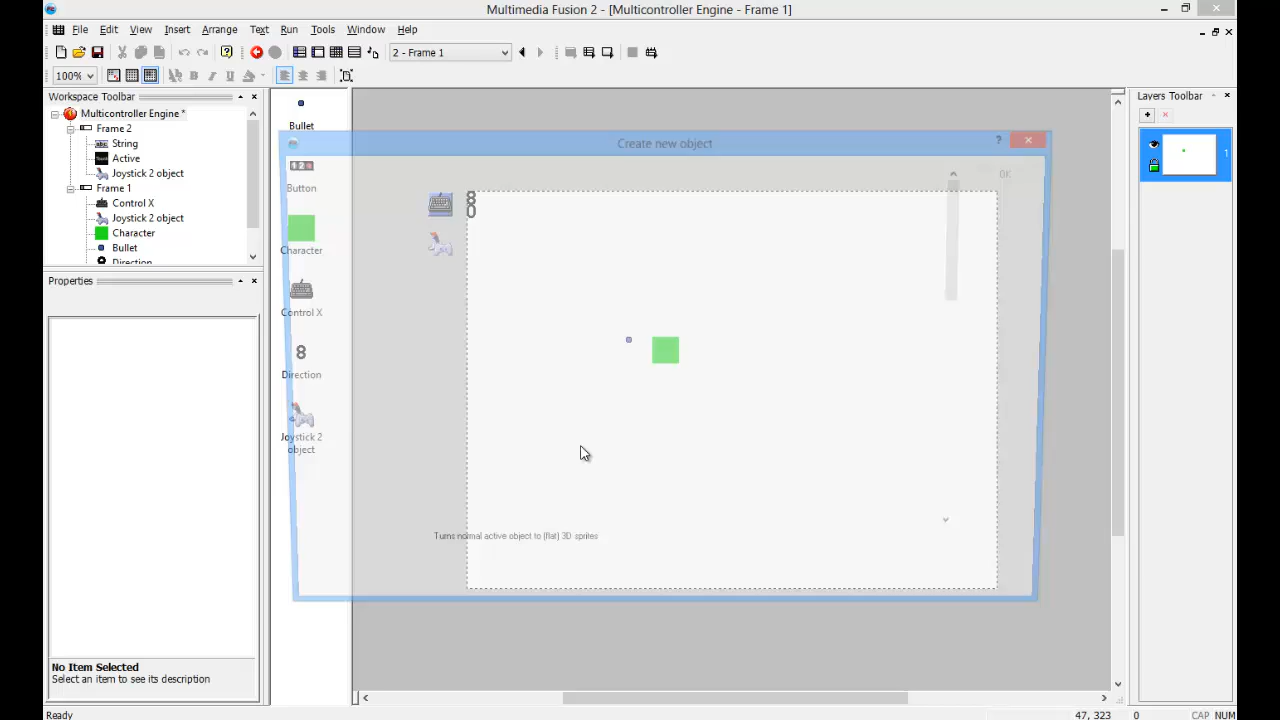 Multimedia Fusion 2 - [Multicontroller Engine - Frame 1]
File Edit View Insert Arrange Text Run Tools Window Help
2 - Frame 1
100% B I U A
Workspace Toolbar
Multicontroller Engine *
Frame 2
String
Active
Joystick 2 object
Frame 1
Control X
Joystick 2 object
Character
Bullet
Direction
Properties
No Item Selected
Select an item to see its description
Bullet
Button
Character
Control X
8
Direction
Joystick 2
object
Create new object
?
OK
8
0
Turns normal active object to (flat) 3D sprites
Layers Toolbar
1
Ready
47, 323
0
CAP NUM